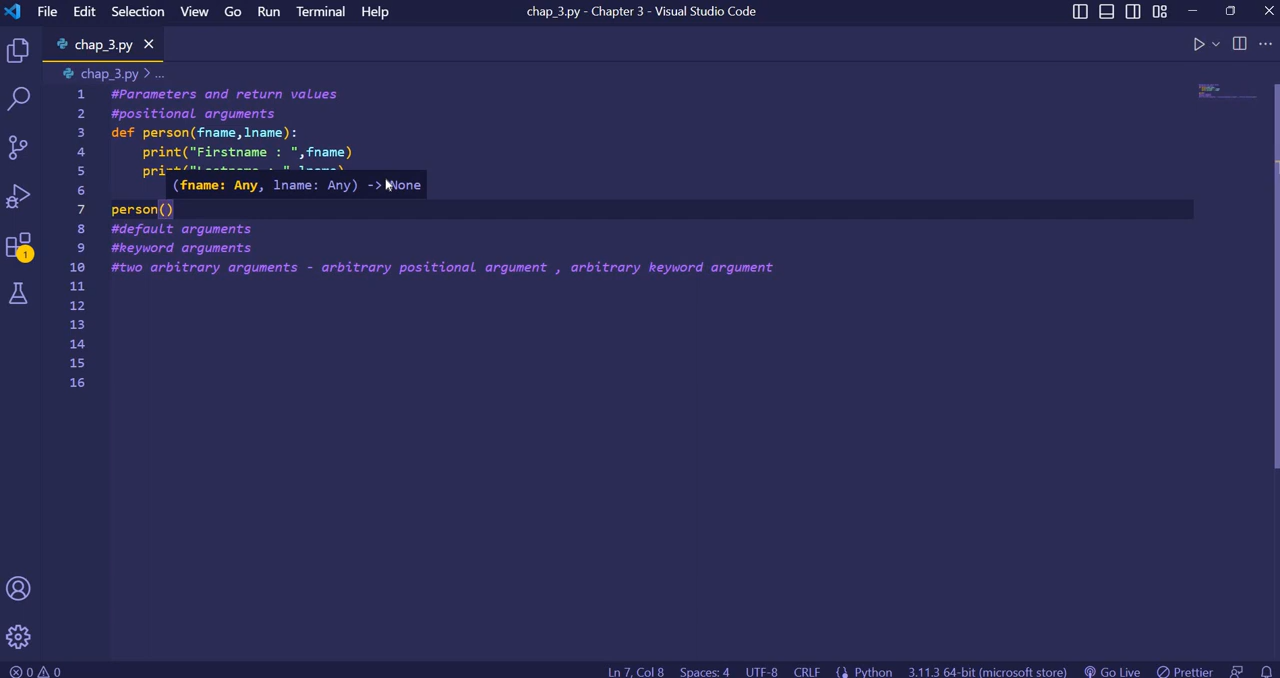 File Edit Selection View Go Run Terminal Help chap_3.py - Chapter 3 - Visual Studio Code
chap_3.py
chap_3.py > ...
1 #Parameters and return values
2 #positional arguments
3 def person(fname,lname):
4 print("Firstname : ",fname)
5
(fname: Any, lname: Any) -> None
6
7 person()
8 #default arguments
9 #keyword arguments
10 #two arbitrary arguments - arbitrary positional argument , arbitrary keyword argument
11
12
13
14
15
16
1
0 0 Ln 7, Col 8 Spaces: 4 UTF-8 CRLF Python 3.11.3 64-bit (microsoft store) Go Live Prettier